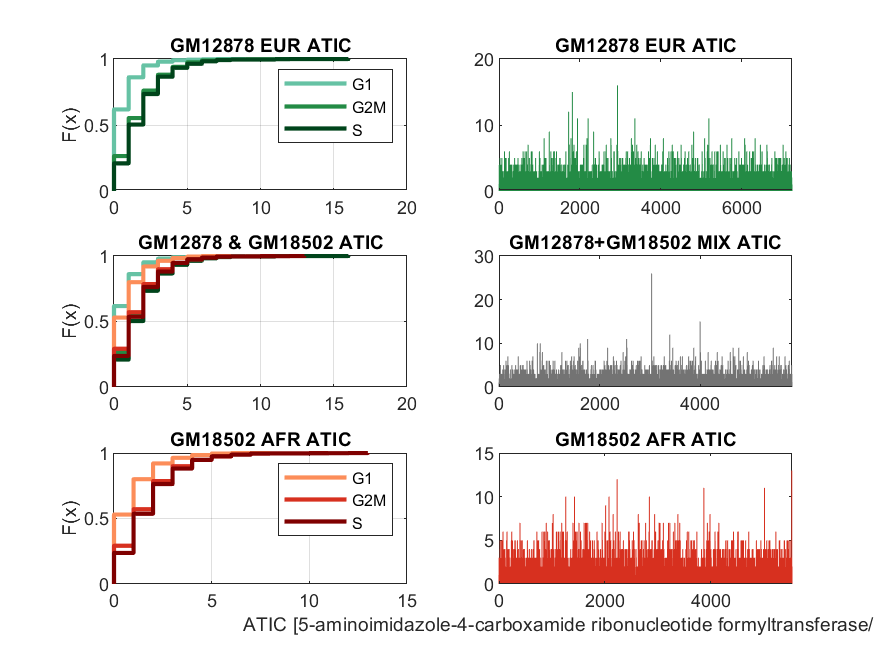 GM12878 EUR ATIC
1
0.5
0
F(x)
0 5 10 15 20
G1
G2M
S
GM12878 EUR ATIC
20
10
0
0 2000 4000 6000
GM12878 & GM18502 ATIC
1
0.5
0
F(x)
0 5 10 15 20
GM12878+GM18502 MIX ATIC
30
20
10
0
0 2000 4000
GM18502 AFR ATIC
1
0.5
0
F(x)
0 5 10 15
G1
G2M
S
GM18502 AFR ATIC
15
10
5
0
0 2000 4000
ATIC [5-aminoimidazole-4-carboxamide ribonucleotide formyltransferase/